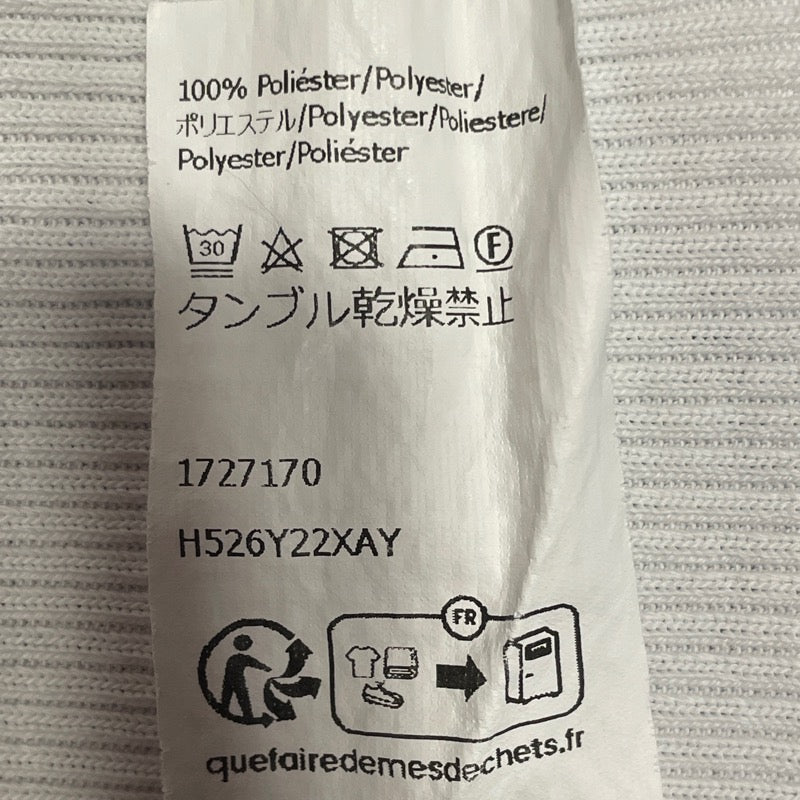 100% Poliéster/Polyester/
ポリエステル/Polyester/Poliestere/
Polyester/Poliéster
30 F
タンブル乾燥禁止
1727170
H526Y22XAY
FR
quefairedemesdechets.fr